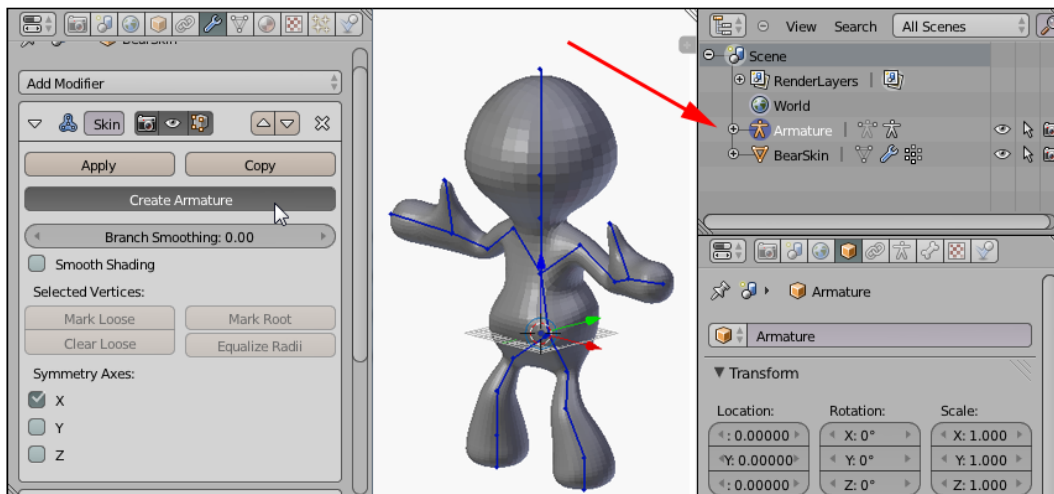 BearSkin
Add Modifier
Skin
Apply
Copy
Create Armature
Branch Smoothing: 0.00
Smooth Shading
Selected Vertices:
Mark Loose
Mark Root
Clear Loose
Equalize Radii
Symmetry Axes:
X
Y
Z
View Search All Scenes
Scene
RenderLayers
World
Armature
BearSkin
Armature
Armature
Transform
Location: Rotation: Scale:
: 0.00000 X: 0° X: 1.000
Y: 0.00000 Y: 0° Y: 1.000
: 0.00000 Z: 0° Z: 1.000